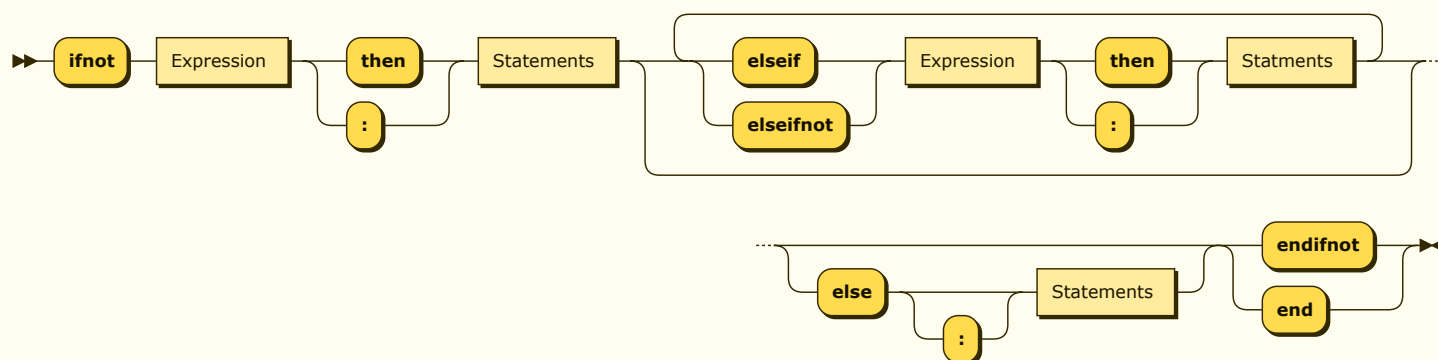 ifnot Expression then Statements elseif Expression then Statments
: elseifnot :
endifnot
else Statements end
: